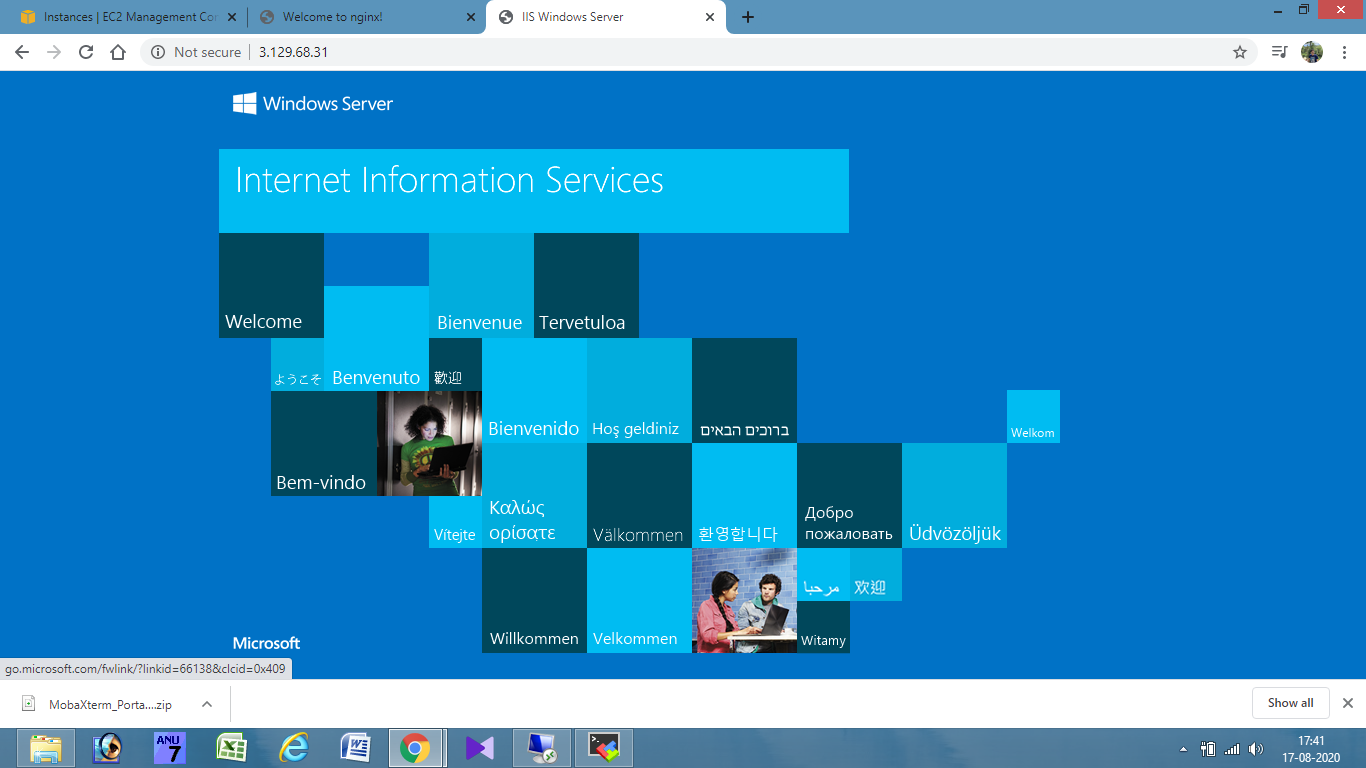 Instances | EC2 Management Con
Welcome to nginx!
IIS Windows Server
Not secure
3.129.68.31
Windows Server
Internet Information Services
Welcome
Bienvenue
Tervetuloa
ようこそ
Benvenuto
歡迎
Bienvenido
Hoş geldiniz
ברוכים הבאים
Welkom
Bem-vindo
Vítejte
Καλώς
ορίσατε
Välkommen
환영합니다
Добро
пожаловать
Üdvözöljük
Willkommen
Velkommen
مرحبا
欢迎
Witamy
Microsoft
go.microsoft.com/fwlink/?linkid=66138&clcid=0x409
MobaXterm_Porta....zip
Show all
ANU
7
17:41
17-08-2020